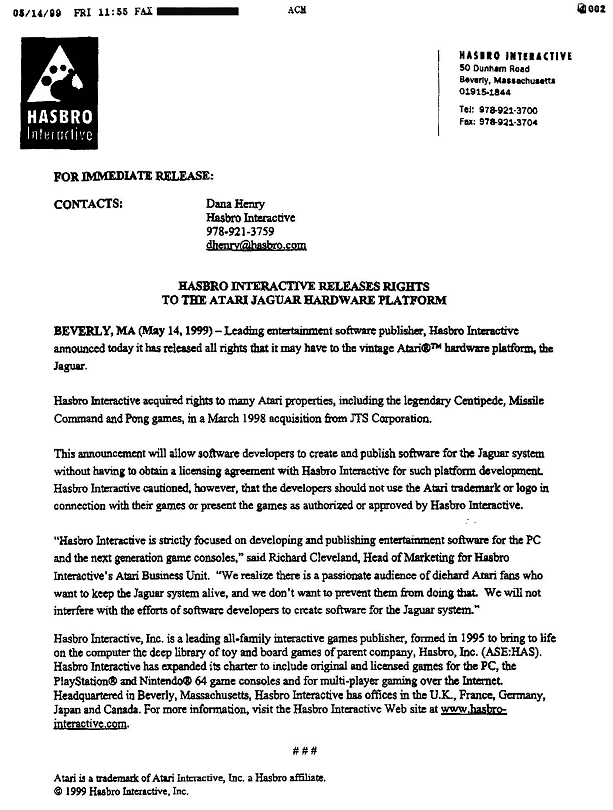 05/14/99 FRI 11:55 FAX ACM 002
HASBRO
Interactive
HASBRO INTERACTIVE
50 Dunham Road
Beverly, Massachusetts
01915-1844
Tel: 978-921-3700
Fax: 978-921-3704
FOR IMMEDIATE RELEASE:
CONTACTS: Dana Henry
Hasbro Interactive
978-921-3759
dhenry@hasbro.com
HASBRO INTERACTIVE RELEASES RIGHTS
TO THE ATARI JAGUAR HARDWARE PLATFORM
BEVERLY, MA (May 14, 1999) – Leading entertainment software publisher, Hasbro Interactive
announced today it has released all rights that it may have to the vintage Atari®™ hardware platform, the
Jaguar.
Hasbro Interactive acquired rights to many Atari properties, including the legendary Centipede, Missile
Command and Pong games, in a March 1998 acquisition from JTS Corporation.
This announcement will allow software developers to create and publish software for the Jaguar system
without having to obtain a licensing agreement with Hasbro Interactive for such platform development.
Hasbro Interactive cautioned, however, that the developers should not use the Atari trademark or logo in
connection with their games or present the games as authorized or approved by Hasbro Interactive.
"Hasbro Interactive is strictly focused on developing and publishing entertainment software for the PC
and the next generation game consoles," said Richard Cleveland, Head of Marketing for Hasbro
Interactive's Atari Business Unit. "We realize there is a passionate audience of diehard Atari fans who
want to keep the Jaguar system alive, and we don't want to prevent them from doing that. We will not
interfere with the efforts of software developers to create software for the Jaguar system."
Hasbro Interactive, Inc. is a leading all-family interactive games publisher, formed in 1995 to bring to life
on the computer the deep library of toy and board games of parent company, Hasbro, Inc. (ASE:HAS).
Hasbro Interactive has expanded its charter to include original and licensed games for the PC, the
PlayStation® and Nintendo® 64 game consoles and for multi-player gaming over the Internet.
Headquartered in Beverly, Massachusetts, Hasbro Interactive has offices in the U.K., France, Germany,
Japan and Canada. For more information, visit the Hasbro Interactive Web site at www.hasbro-
interactive.com.
# # #
Atari is a trademark of Atari Interactive, Inc. a Hasbro affiliate.
© 1999 Hasbro Interactive, Inc.